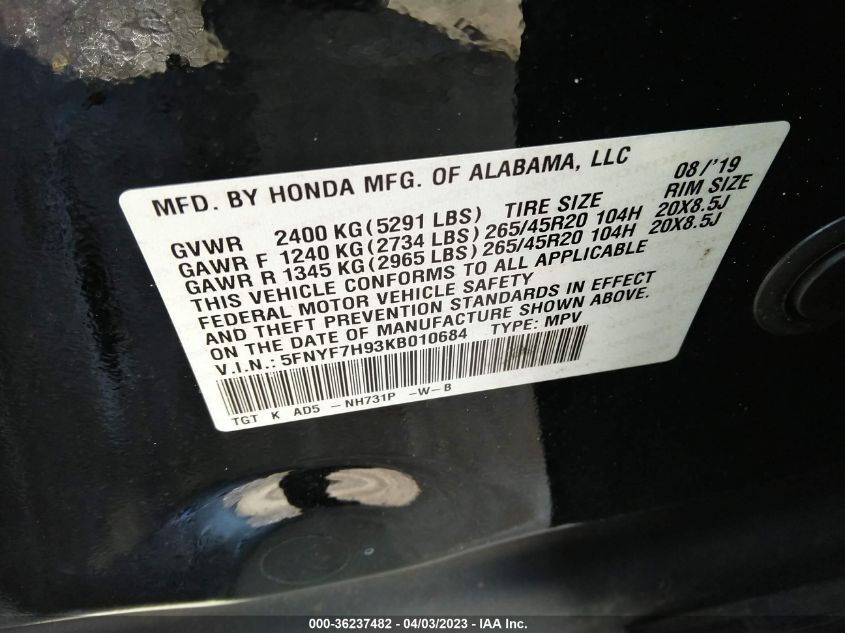 MFD. BY HONDA MFG. OF ALABAMA, LLC 08/'19
GVWR 2400 KG(5291 LBS) TIRE SIZE RIM SIZE
GAWR F 1240 KG(2734 LBS) 265/45R20 104H 20X8.5J
GAWR R 1345 KG(2965 LBS) 265/45R20 104H 20X8.5J
THIS VEHICLE CONFORMS TO ALL APPLICABLE
FEDERAL MOTOR VEHICLE SAFETY
AND THEFT PREVENTION STANDARDS IN EFFECT
ON THE DATE OF MANUFACTURE SHOWN ABOVE.
V.I.N.: 5FNYF7H93KB010684 TYPE: MPV
TGT K AD5 -NH731P -W-B
000-36237482 - 04/03/2023 - IAA Inc.